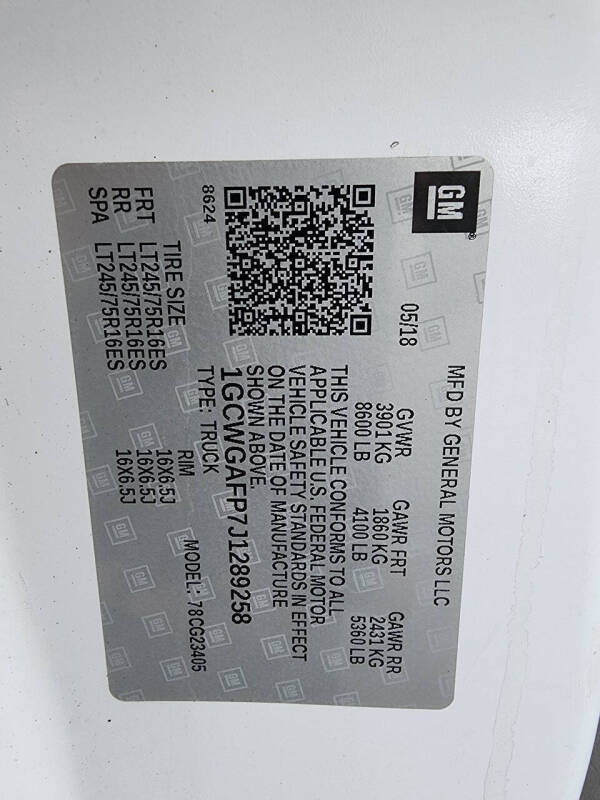 GM®
MFD BY GENERAL MOTORS LLC
05/18
GVWR GAWR FRT GAWR RR
3901 KG 1860 KG 2431 KG
8600 LB 4100 LB 5360 LB
THIS VEHICLE CONFORMS TO ALL
APPLICABLE U.S. FEDERAL MOTOR
VEHICLE SAFETY STANDARDS IN EFFECT
ON THE DATE OF MANUFACTURE
SHOWN ABOVE.
1GCWGAFP7J1289258
8624 TYPE: TRUCK MODEL: 78CG23405
TIRE SIZE RIM
FRT LT245/75R16ES 16X6.5J
RR LT245/75R16ES 16X6.5J
SPA LT245/75R16ES 16X6.5J